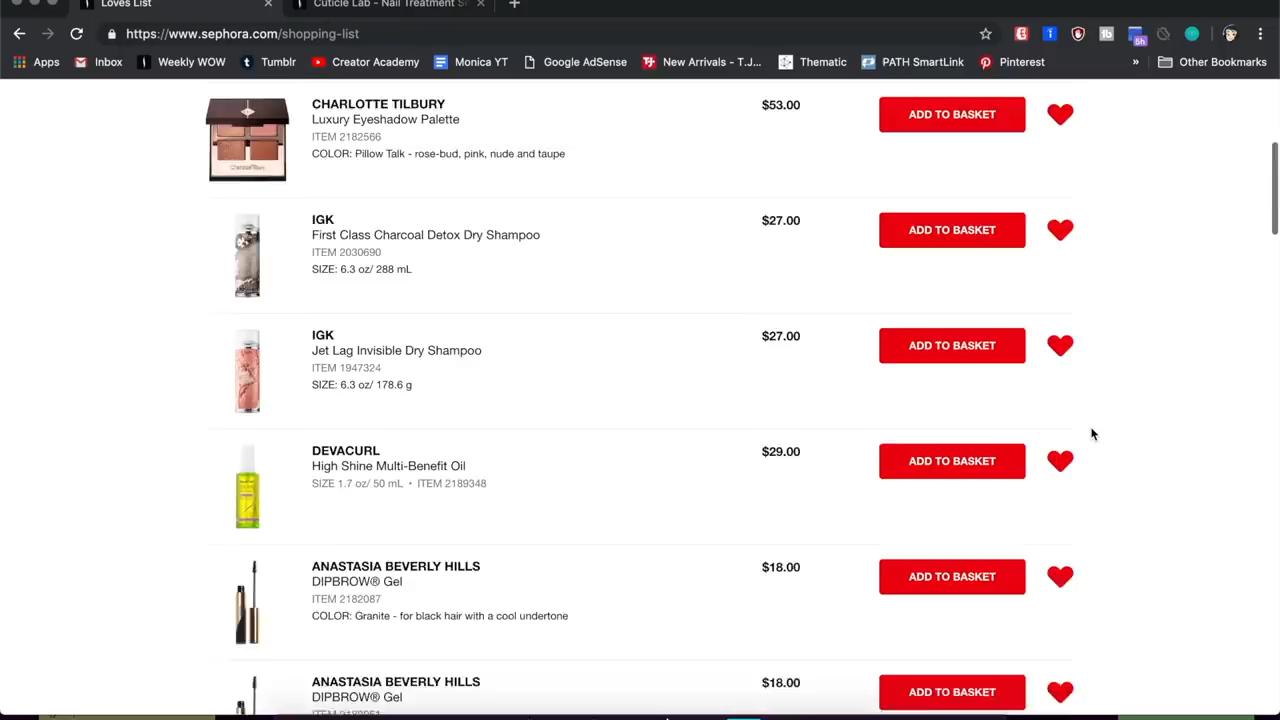 Loves List
Cuticle Lab - Nail Treatment S
https://www.sephora.com/shopping-list
5h
Apps
Inbox
Weekly WOW
Tumblr
Creator Academy
Monica YT
Google AdSense
New Arrivals - T.J...
Thematic
PATH SmartLink
Pinterest
»
Other Bookmarks
CHARLOTTE TILBURY
Luxury Eyeshadow Palette
ITEM 2182566
COLOR: Pillow Talk - rose-bud, pink, nude and taupe
$53.00
ADD TO BASKET
IGK
First Class Charcoal Detox Dry Shampoo
ITEM 2030690
SIZE: 6.3 oz/ 288 mL
$27.00
ADD TO BASKET
IGK
Jet Lag Invisible Dry Shampoo
ITEM 1947324
SIZE: 6.3 oz/ 178.6 g
$27.00
ADD TO BASKET
DEVACURL
High Shine Multi-Benefit Oil
SIZE 1.7 oz/ 50 mL • ITEM 2189348
$29.00
ADD TO BASKET
ANASTASIA BEVERLY HILLS
DIPBROW® Gel
ITEM 2182087
COLOR: Granite - for black hair with a cool undertone
$18.00
ADD TO BASKET
ANASTASIA BEVERLY HILLS
DIPBROW® Gel
$18.00
ADD TO BASKET